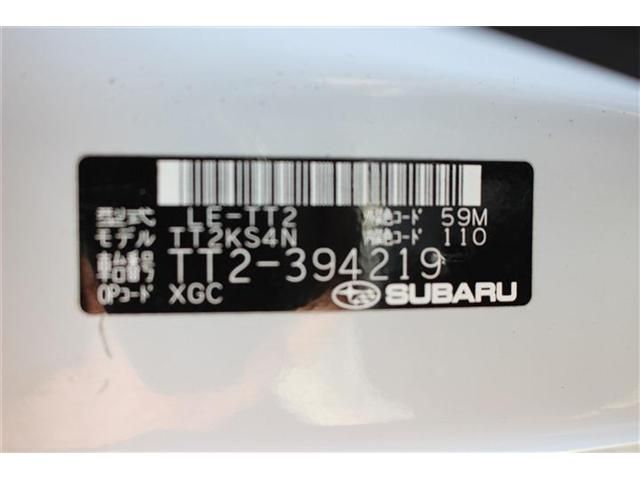 型式 LE-TT2 外装色コード 59M
モデル TT2KS4N 内装色コード 110
車台番号 TT2-394219
OPコード XGC SUBARU